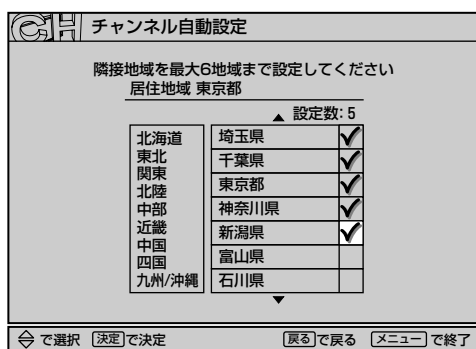 CH チャンネル自動設定
隣接地域を最大6地域まで設定してください
居住地域 東京都
▲ 設定数: 5
北海道
東北
関東
北陸
中部
近畿
中国
四国
九州/沖縄
埼玉県
千葉県
東京都
神奈川県
新潟県
富山県
石川県
▼
で選択 決定で決定 戻るで戻る メニューで終了